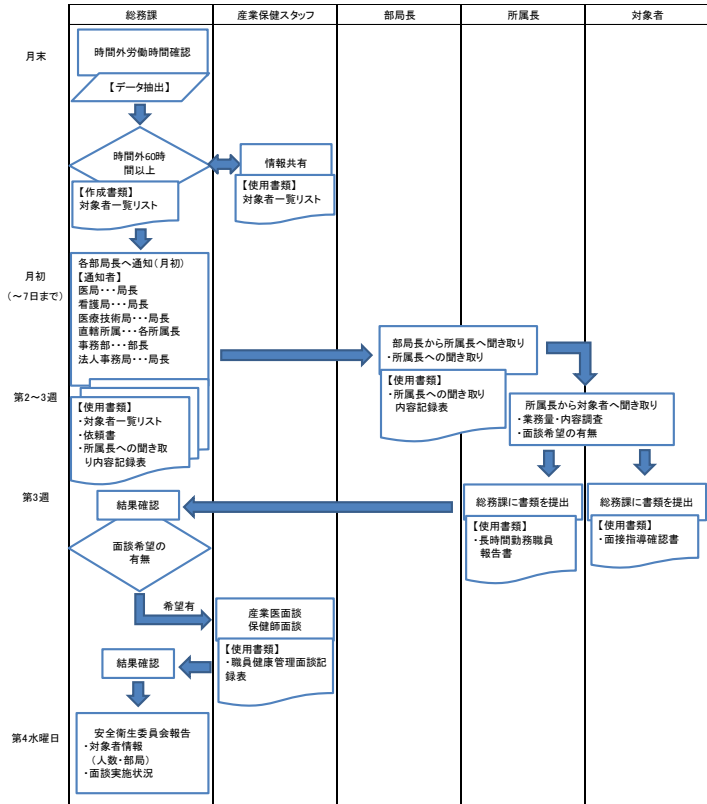 総務課
産業保健スタッフ
部局長
所属長
対象者
月末
時間外労働時間確認
【データ抽出】
時間外60時
間以上
情報共有
【作成書類】
対象者一覧リスト
【使用書類】
対象者一覧リスト
月初
(～7日まで)
各部局長へ通知(月初)
【通知者】
医局・・・局長
看護局・・・局長
医療技術局・・・局長
直轄所属・・・各所属長
事務部・・・部長
法人事務局・・・局長
部局長から所属長へ聞き取り
・所属長への聞き取り
【使用書類】
・所属長への聞き取り
内容記録表
第2～3週
【使用書類】
・対象者一覧リスト
・依頼書
・所属長への聞き取
り内容記録表
所属長から対象者へ聞き取り
・業務量・内容調査
・面談希望の有無
第3週
結果確認
総務課に書類を提出
総務課に書類を提出
【使用書類】
・長時間勤務職員
報告書
【使用書類】
・面接指導確認書
面談希望の
有無
希望有
産業医面談
保健師面談
【使用書類】
・職員健康管理面談記
録表
結果確認
第4水曜日
安全衛生委員会報告
・対象者情報
(人数・部局)
・面談実施状況